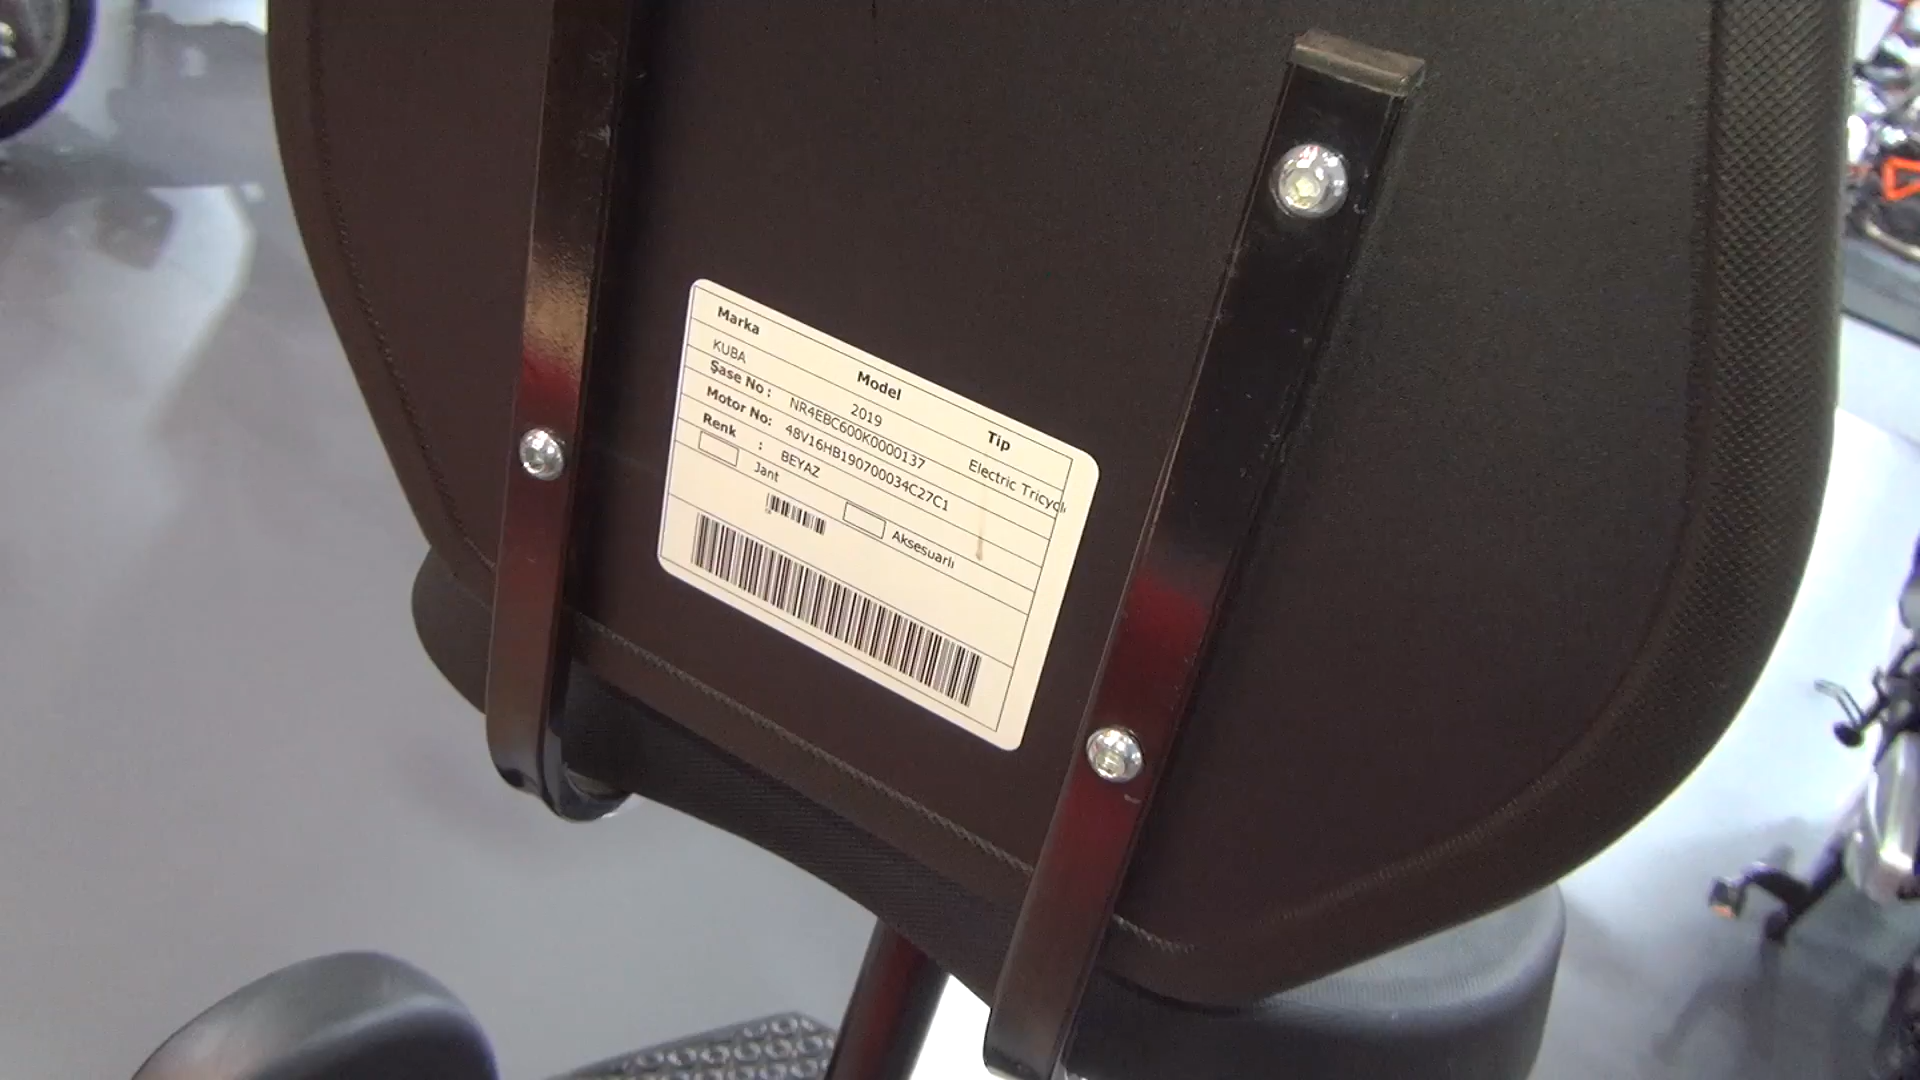 Marka Model Tip
KUBA 2019 Electric Tricycl
Şase No : NR4EBC600K0000137
Motor No: 48V16HB190700034C27C1
Renk : BEYAZ
Jant Aksesuarlı